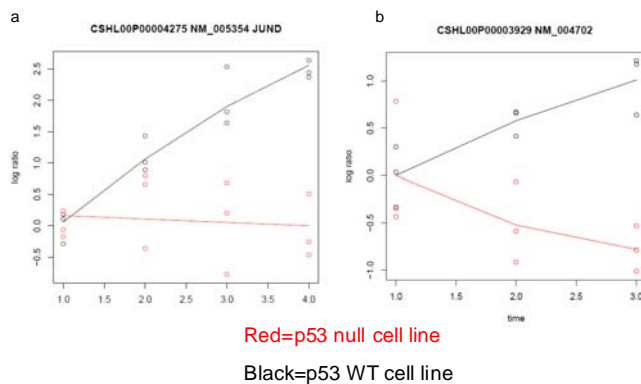 a
CSHL00P00004275 NM_005354 JUND
log ratio
2.5
2.0
1.5
1.0
0.5
0.0
-0.5
1.0 1.5 2.0 2.5 3.0 3.5 4.0
b
CSHL00P00003929 NM_004702
log ratio
1.0
0.5
0.0
-0.5
-1.0
1.0 1.5 2.0 2.5 3.0
time
Red=p53 null cell line
Black=p53 WT cell line